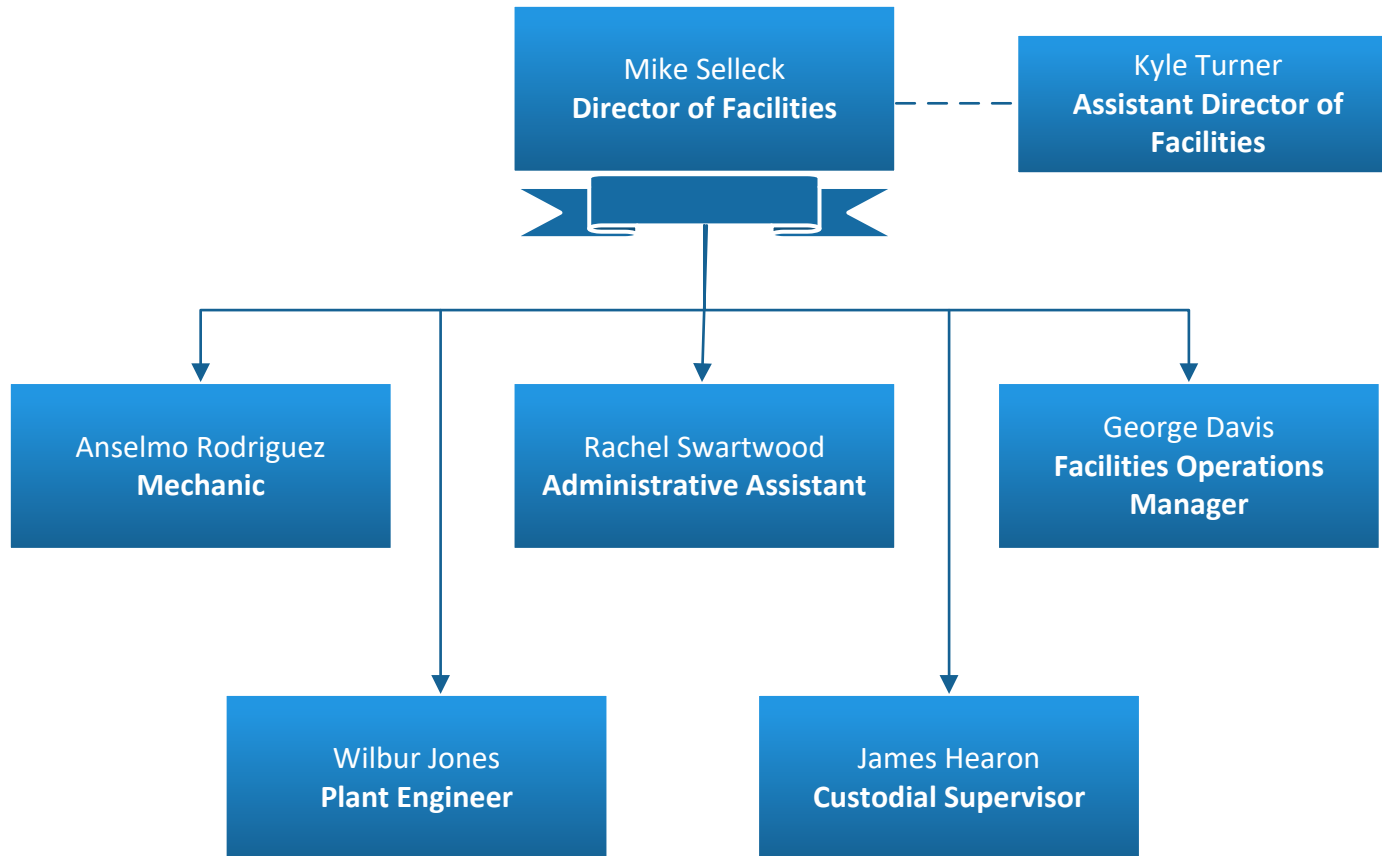 Mike Selleck
Director of Facilities
Kyle Turner
Assistant Director of
Facilities
Anselmo Rodriguez
Mechanic
Rachel Swartwood
Administrative Assistant
George Davis
Facilities Operations
Manager
Wilbur Jones
Plant Engineer
James Hearon
Custodial Supervisor